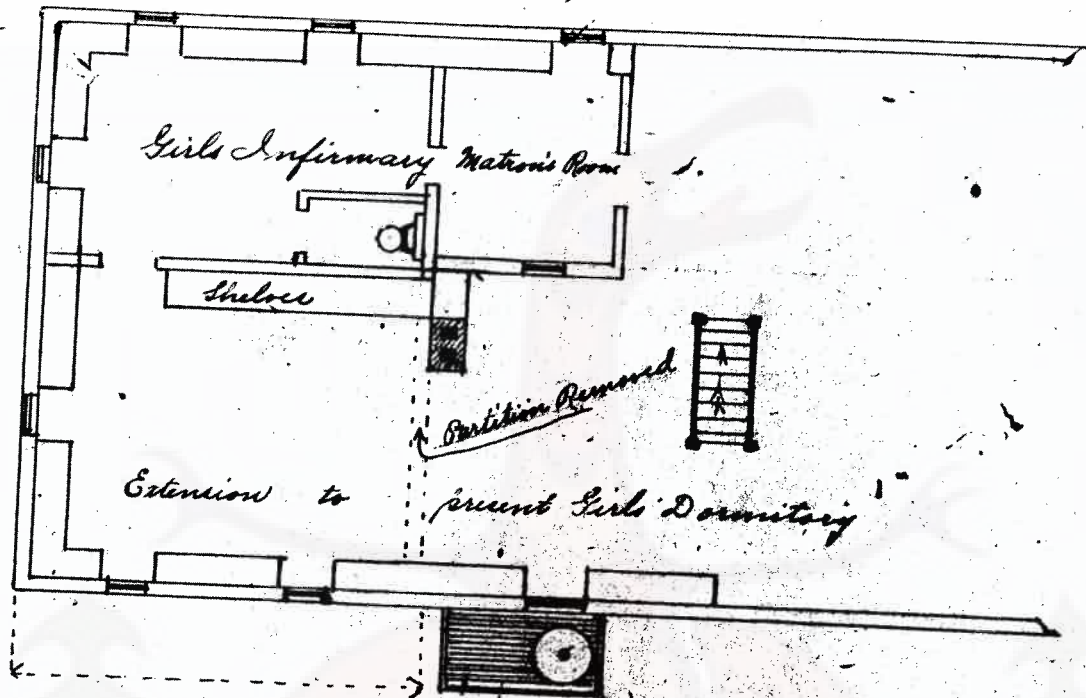 Girls Infirmary Matron's Room
Shelves
Partition Removed
Extension to present Girls' Dormitory